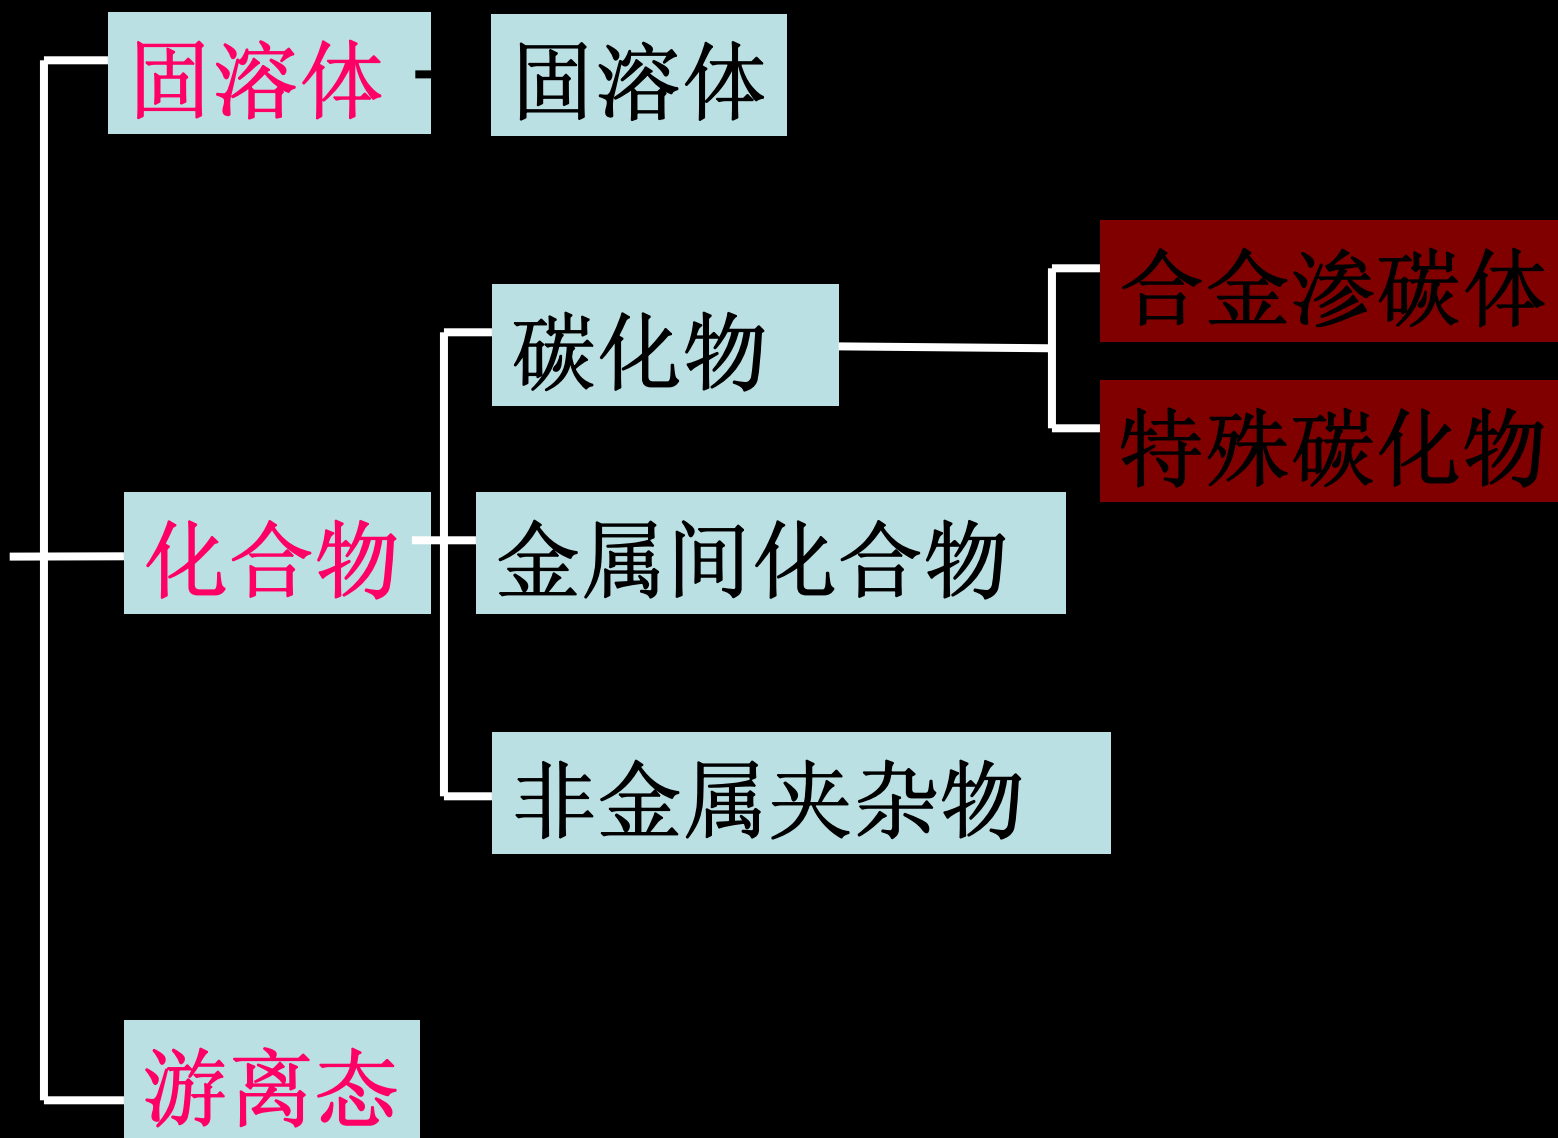 固溶体
固溶体
合金渗碳体
碳化物
特殊碳化物
化合物
金属间化合物
非金属夹杂物
游离态